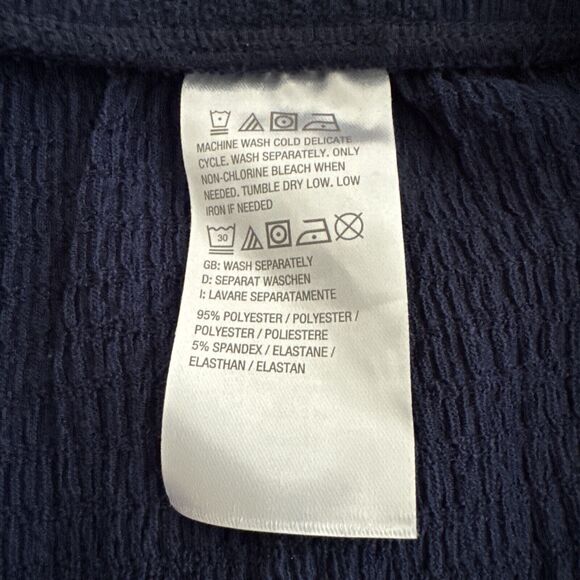 MACHINE WASH COLD DELICATE
CYCLE. WASH SEPARATELY. ONLY
NON-CHLORINE BLEACH WHEN
NEEDED. TUMBLE DRY LOW. LOW
IRON IF NEEDED
30
GB: WASH SEPARATELY
D: SEPARAT WASCHEN
I: LAVARE SEPARATAMENTE
95% POLYESTER / POLYESTER /
POLYESTER / POLIESTERE
5% SPANDEX / ELASTANE /
ELASTHAN / ELASTAN